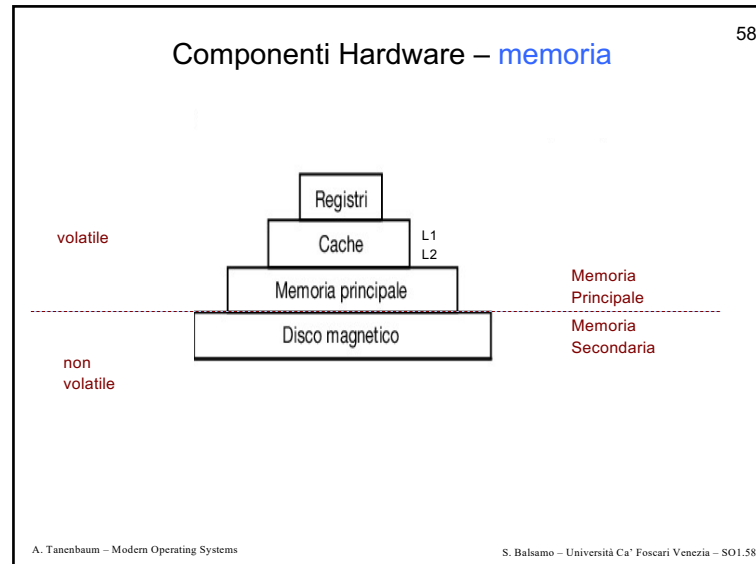 58
Componenti Hardware – memoria
Registri
volatile
Cache
L1
L2
Memoria principale
Memoria
Principale
Disco magnetico
Memoria
Secondaria
non
volatile
A. Tanenbaum – Modern Operating Systems
S. Balsamo – Università Ca’ Foscari Venezia – SO1.58